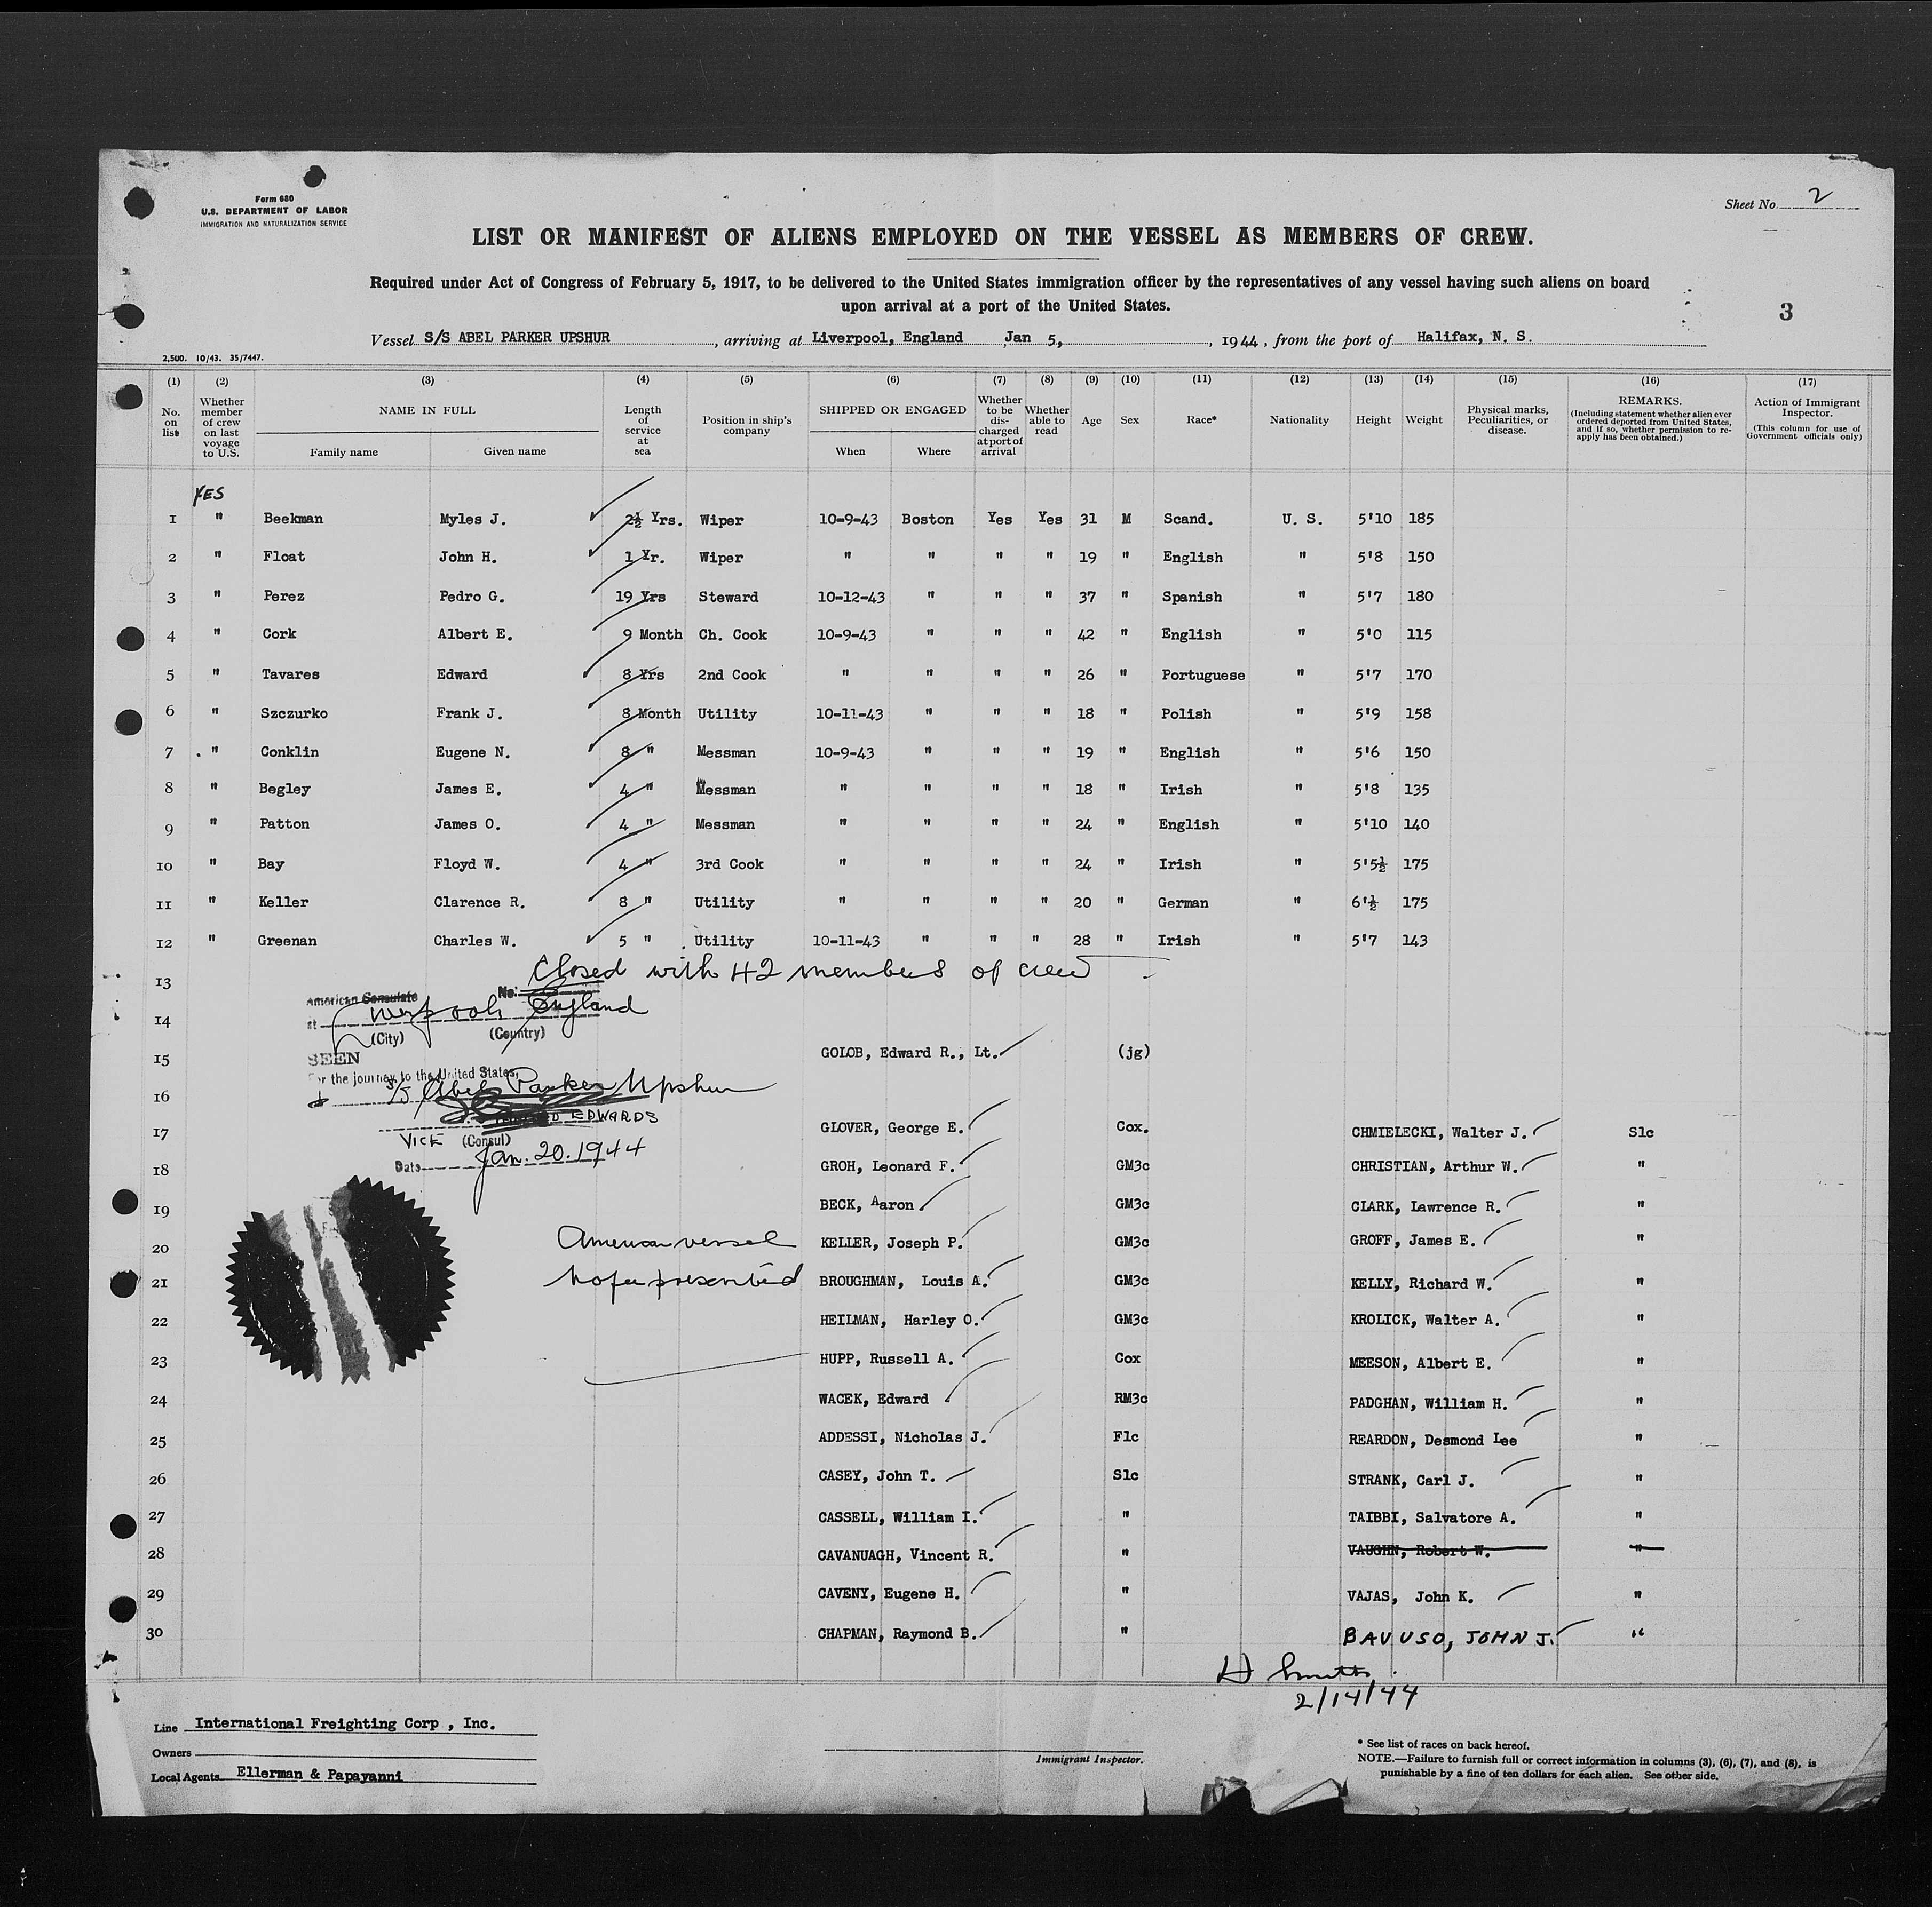 Form 680
U.S. DEPARTMENT OF LABOR
IMMIGRATION AND NATURALIZATION SERVICE
Sheet No. 2
LIST OR MANIFEST OF ALIENS EMPLOYED ON THE VESSEL AS MEMBERS OF CREW.
Required under Act of Congress of February 5, 1917, to be delivered to the United States immigration officer by the representatives of any vessel having such aliens on board
upon arrival at a port of the United States.
3
Vessel S/S ABEL PARKER UPSHUR, arriving at Liverpool, England Jan 5, , 1944, from the port of Halifax, N. S.
2,500. 10/43. 35/7447.
(1) (2) (3) (4) (5) (6) (7) (8) (9) (10) (11) (12) (13) (14) (15) (16) (17)
No. on list
Whether member of crew on last voyage to U.S.
NAME IN FULL
Family name
Given name
Length of service at sea
Position in ship's company
SHIPPED OR ENGAGED
When
Where
Whether to be discharged at port of arrival
Whether able to read
Age
Sex
Race*
Nationality
Height
Weight
Physical marks, Peculiarities, or disease.
REMARKS.
(Including statement whether alien ever ordered deported from United States, and if so, whether permission to re-apply has been obtained.)
Action of Immigrant Inspector.
(This column for use of Government officials only)
YES
1 " Beekman Myles J. 2½ Yrs. Wiper 10-9-43 Boston Yes Yes 31 M Scand. U. S. 5'10 185
2 " Float John H. 1 Yr. Wiper " " " " 19 " English " 5'8 150
3 " Perez Pedro G. 19 Yrs Steward 10-12-43 " " " 37 " Spanish " 5'7 180
4 " Cork Albert E. 9 Month Ch. Cook 10-9-43 " " " 42 " English " 5'0 115
5 " Tavares Edward 8 Yrs 2nd Cook " " " " 26 " Portuguese " 5'7 170
6 " Szczurko Frank J. 8 Month Utility 10-11-43 " " " 18 " Polish " 5'9 158
7 " Conklin Eugene N. 8 " Messman 10-9-43 " " " 19 " English " 5'6 150
8 " Begley James E. 4 " Messman " " " " 18 " Irish " 5'8 135
9 " Patton James O. 4 " Messman " " " " 24 " English " 5'10 140
10 " Bay Floyd W. 4 " 3rd Cook " " " " 24 " Irish " 5'5½ 175
11 " Keller Clarence R. 8 " Utility " " " " 20 " German " 6'½ 175
12 " Greenan Charles W. 5 " Utility 10-11-43 " " " 28 " Irish " 5'7 143
Closed with 42 members of crew
13
American Consulate No.
14 at Liverpool England
(City) (Country)
15 GOLOB, Edward R., Lt. (jg)
SEEN
For the journey to the United States,
16 S/S Abel Parker Upshur
EDWARDS
17 GLOVER, George E. Cox. CHMIELECKI, Walter J. Slc
VICE (Consul)
Date Jan. 20. 1944
18 GROH, Leonard F. GM3c CHRISTIAN, Arthur W. "
19 BECK, Aaron GM3c CLARK, Lawrence R. "
20 American vessel KELLER, Joseph P. GM3c GROFF, James E. "
21 No fee presented BROUGHMAN, Louis A. GM3c KELLY, Richard W. "
22 HEILMAN, Harley O. GM3c KROLICK, Walter A. "
23 HUPP, Russell A. Cox MEESON, Albert E. "
24 WACEK, Edward RM3c PADGHAN, William H. "
25 ADDESSI, Nicholas J. Flc REARDON, Desmond Lee "
26 CASEY, John T. Slc STRANK, Carl J. "
27 CASSELL, William I. " TAIBBI, Salvatore A. "
28 CAVANUAGH, Vincent R. " VAUGHN, Robert W. "
29 CAVENY, Eugene H. " VAJAS, John K. "
30 CHAPMAN, Raymond B. " BAVUSO, JOHN J. "
H Smith
2/14/44
Line International Freighting Corp , Inc.
Owners
Local Agents Ellerman & Papayanni
Immigrant Inspector.
* See list of races on back hereof.
NOTE.—Failure to furnish full or correct information in columns (3), (6), (7), and (8), is
punishable by a fine of ten dollars for each alien. See other side.